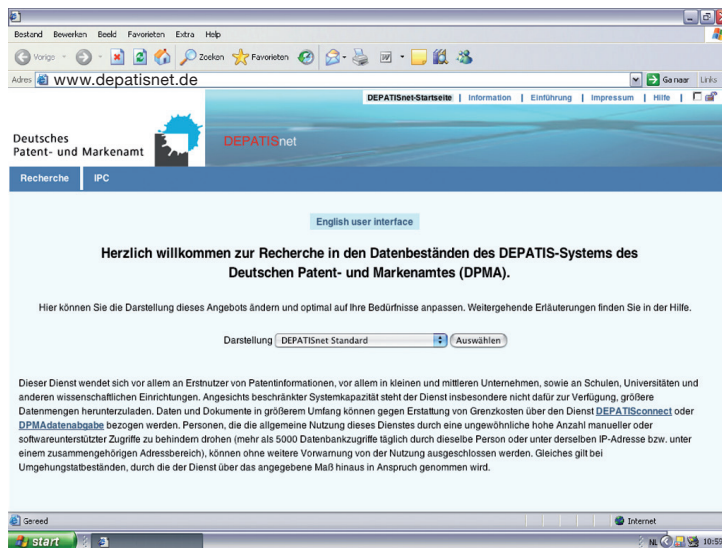 Bestand Bewerken Beeld Favorieten Extra Help
Vorige Zoeken Favorieten
Adres www.depatisnet.de Ga naar Links
DEPATISnet-Startseite | Information | Einführung | Impressum | Hilfe |
Deutsches
Patent- und Markenamt
DEPATISnet
Recherche IPC
English user interface
Herzlich willkommen zur Recherche in den Datenbeständen des DEPATIS-Systems des
Deutschen Patent- und Markenamtes (DPMA).
Hier können Sie die Darstellung dieses Angebots ändern und optimal auf Ihre Bedürfnisse anpassen. Weitergehende Erläuterungen finden Sie in der Hilfe.
Darstellung DEPATISnet Standard Auswählen
Dieser Dienst wendet sich vor allem an Erstnutzer von Patentinformationen, vor allem in kleinen und mittleren Unternehmen, sowie an Schulen, Universitäten und
anderen wissenschaftlichen Einrichtungen. Angesichts beschränkter Systemkapazität steht der Dienst insbesondere nicht dafür zur Verfügung, größere
Datenmengen herunterzuladen. Daten und Dokumente in größerem Umfang können gegen Erstattung von Grenzkosten über den Dienst DEPATISconnect oder
DPMAdatenabgabe bezogen werden. Personen, die die allgemeine Nutzung dieses Dienstes durch eine ungewöhnliche hohe Anzahl manueller oder
softwareunterstützter Zugriffe zu behindern drohen (mehr als 5000 Datenbankzugriffe täglich durch dieselbe Person oder unter derselben IP-Adresse bzw. unter
einem zusammengehörigen Adressbereich), können ohne weitere Vorwarnung von der Nutzung ausgeschlossen werden. Gleiches gilt bei
Umgehungstatbeständen, durch die der Dienst über das angegebene Maß hinaus in Anspruch genommen wird.
Gereed Internet
start NL 10:59